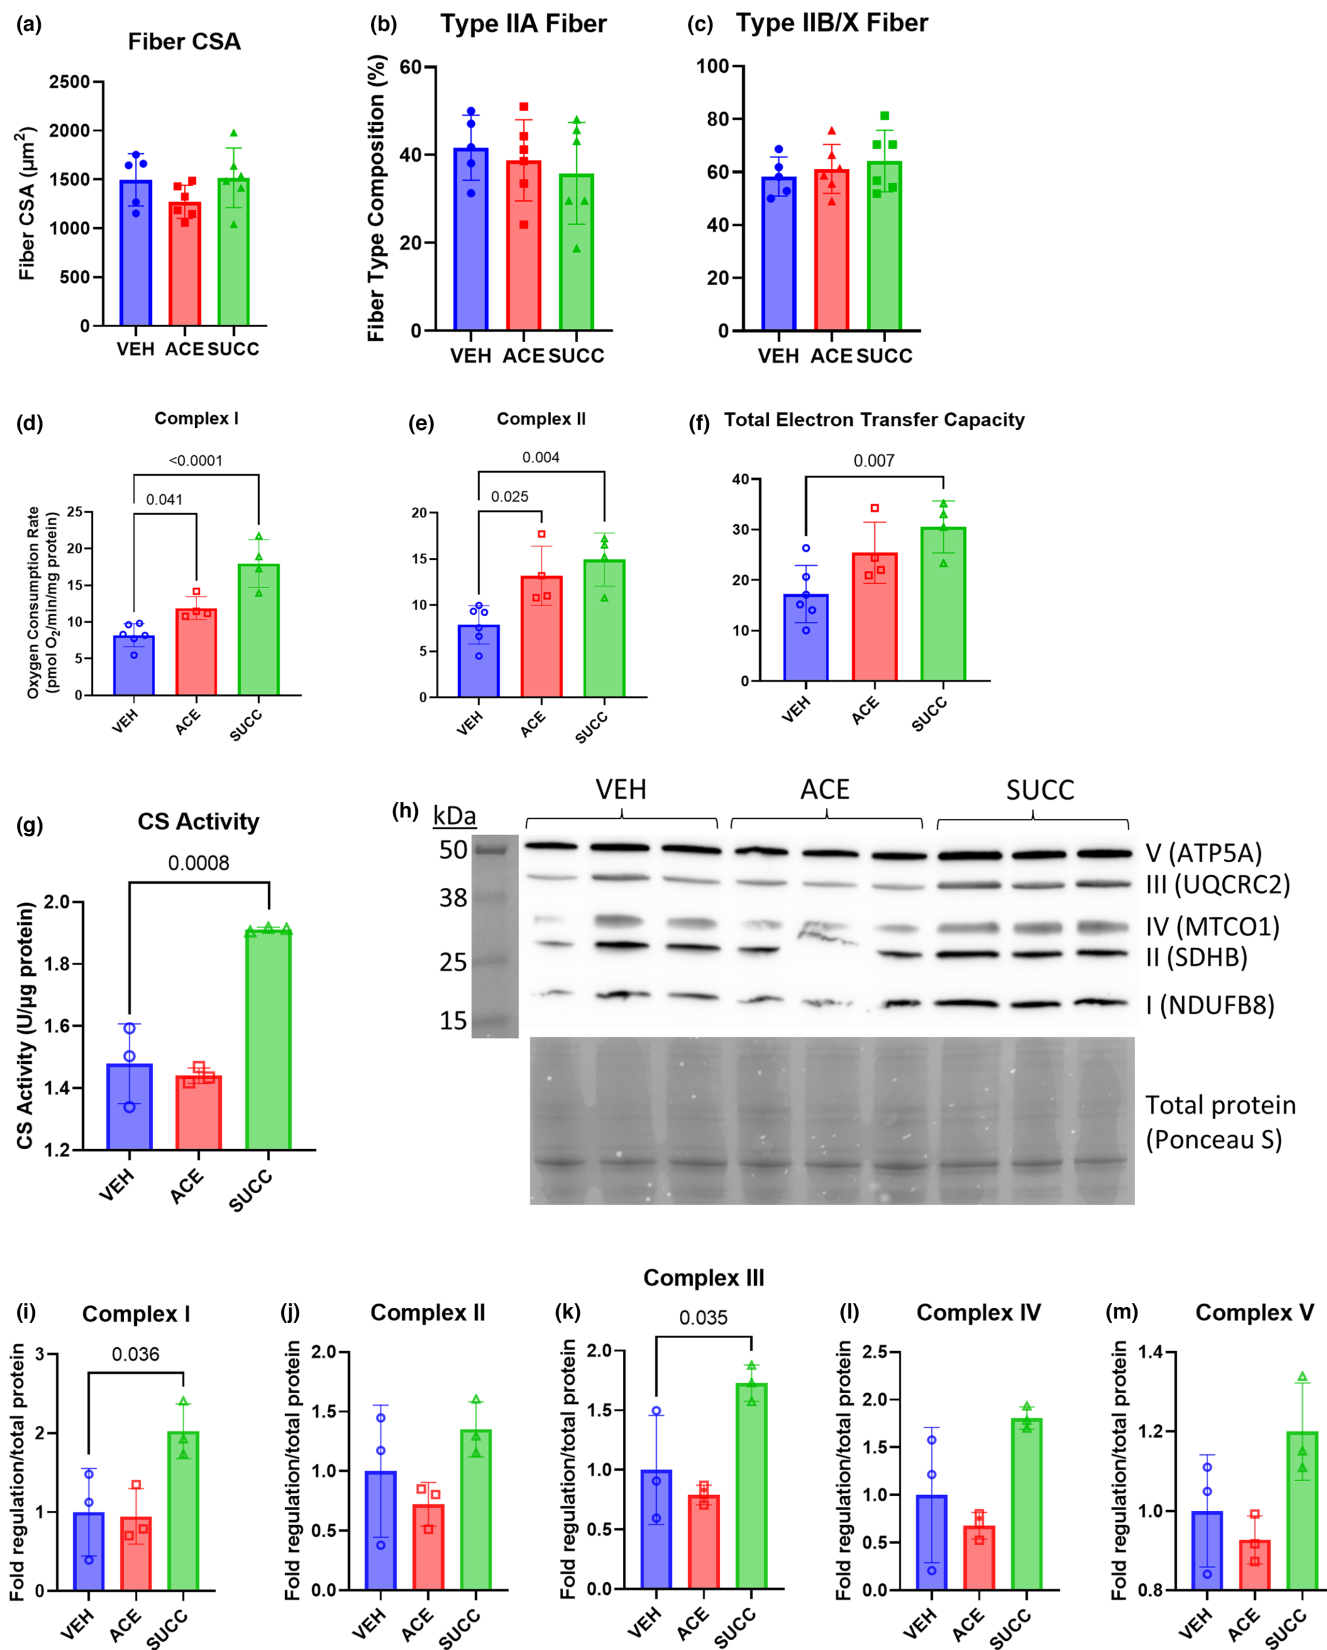 (a)
Fiber CSA
Fiber CSA (µm²)
2500
2000
1500
1000
500
0
VEH ACE SUCC
(b)
Type IIA Fiber
Fiber Type Composition (%)
60
40
20
0
VEH ACE SUCC
(c)
Type IIB/X Fiber
100
80
60
40
20
0
VEH ACE SUCC
(d)
Complex I
<0.0001
0.041
Oxygen Consumption Rate
(pmol O₂/min/mg protein)
25
20
15
10
5
0
VEH
ACE
SUCC
(e)
Complex II
0.004
0.025
20
15
10
5
0
VEH
ACE
SUCC
(f)
Total Electron Transfer Capacity
0.007
40
30
20
10
0
VEH
ACE
SUCC
(g)
CS Activity
0.0008
CS Activity (U/µg protein)
2.0
1.8
1.6
1.4
1.2
VEH
ACE
SUCC
(h)
kDa
VEH
ACE
SUCC
50
38
25
15
V (ATP5A)
III (UQCRC2)
IV (MTCO1)
II (SDHB)
I (NDUFB8)
Total protein
(Ponceau S)
(i)
Complex I
0.036
Fold regulation/total protein
3
2
1
0
VEH
ACE
SUCC
(j)
Complex II
Fold regulation/total protein
2.0
1.5
1.0
0.5
0.0
VEH
ACE
SUCC
(k)
Complex III
0.035
Fold regulation/total protein
2.0
1.5
1.0
0.5
0.0
VEH
ACE
SUCC
(l)
Complex IV
Fold regulation/total protein
2.5
2.0
1.5
1.0
0.5
0.0
VEH
ACE
SUCC
(m)
Complex V
Fold regulation/total protein
1.4
1.2
1.0
0.8
VEH
ACE
SUCC